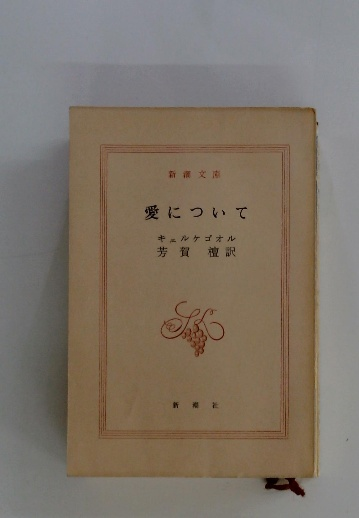 新潮文庫
愛について
キェルケゴオル
芳賀 檀訳
新潮社